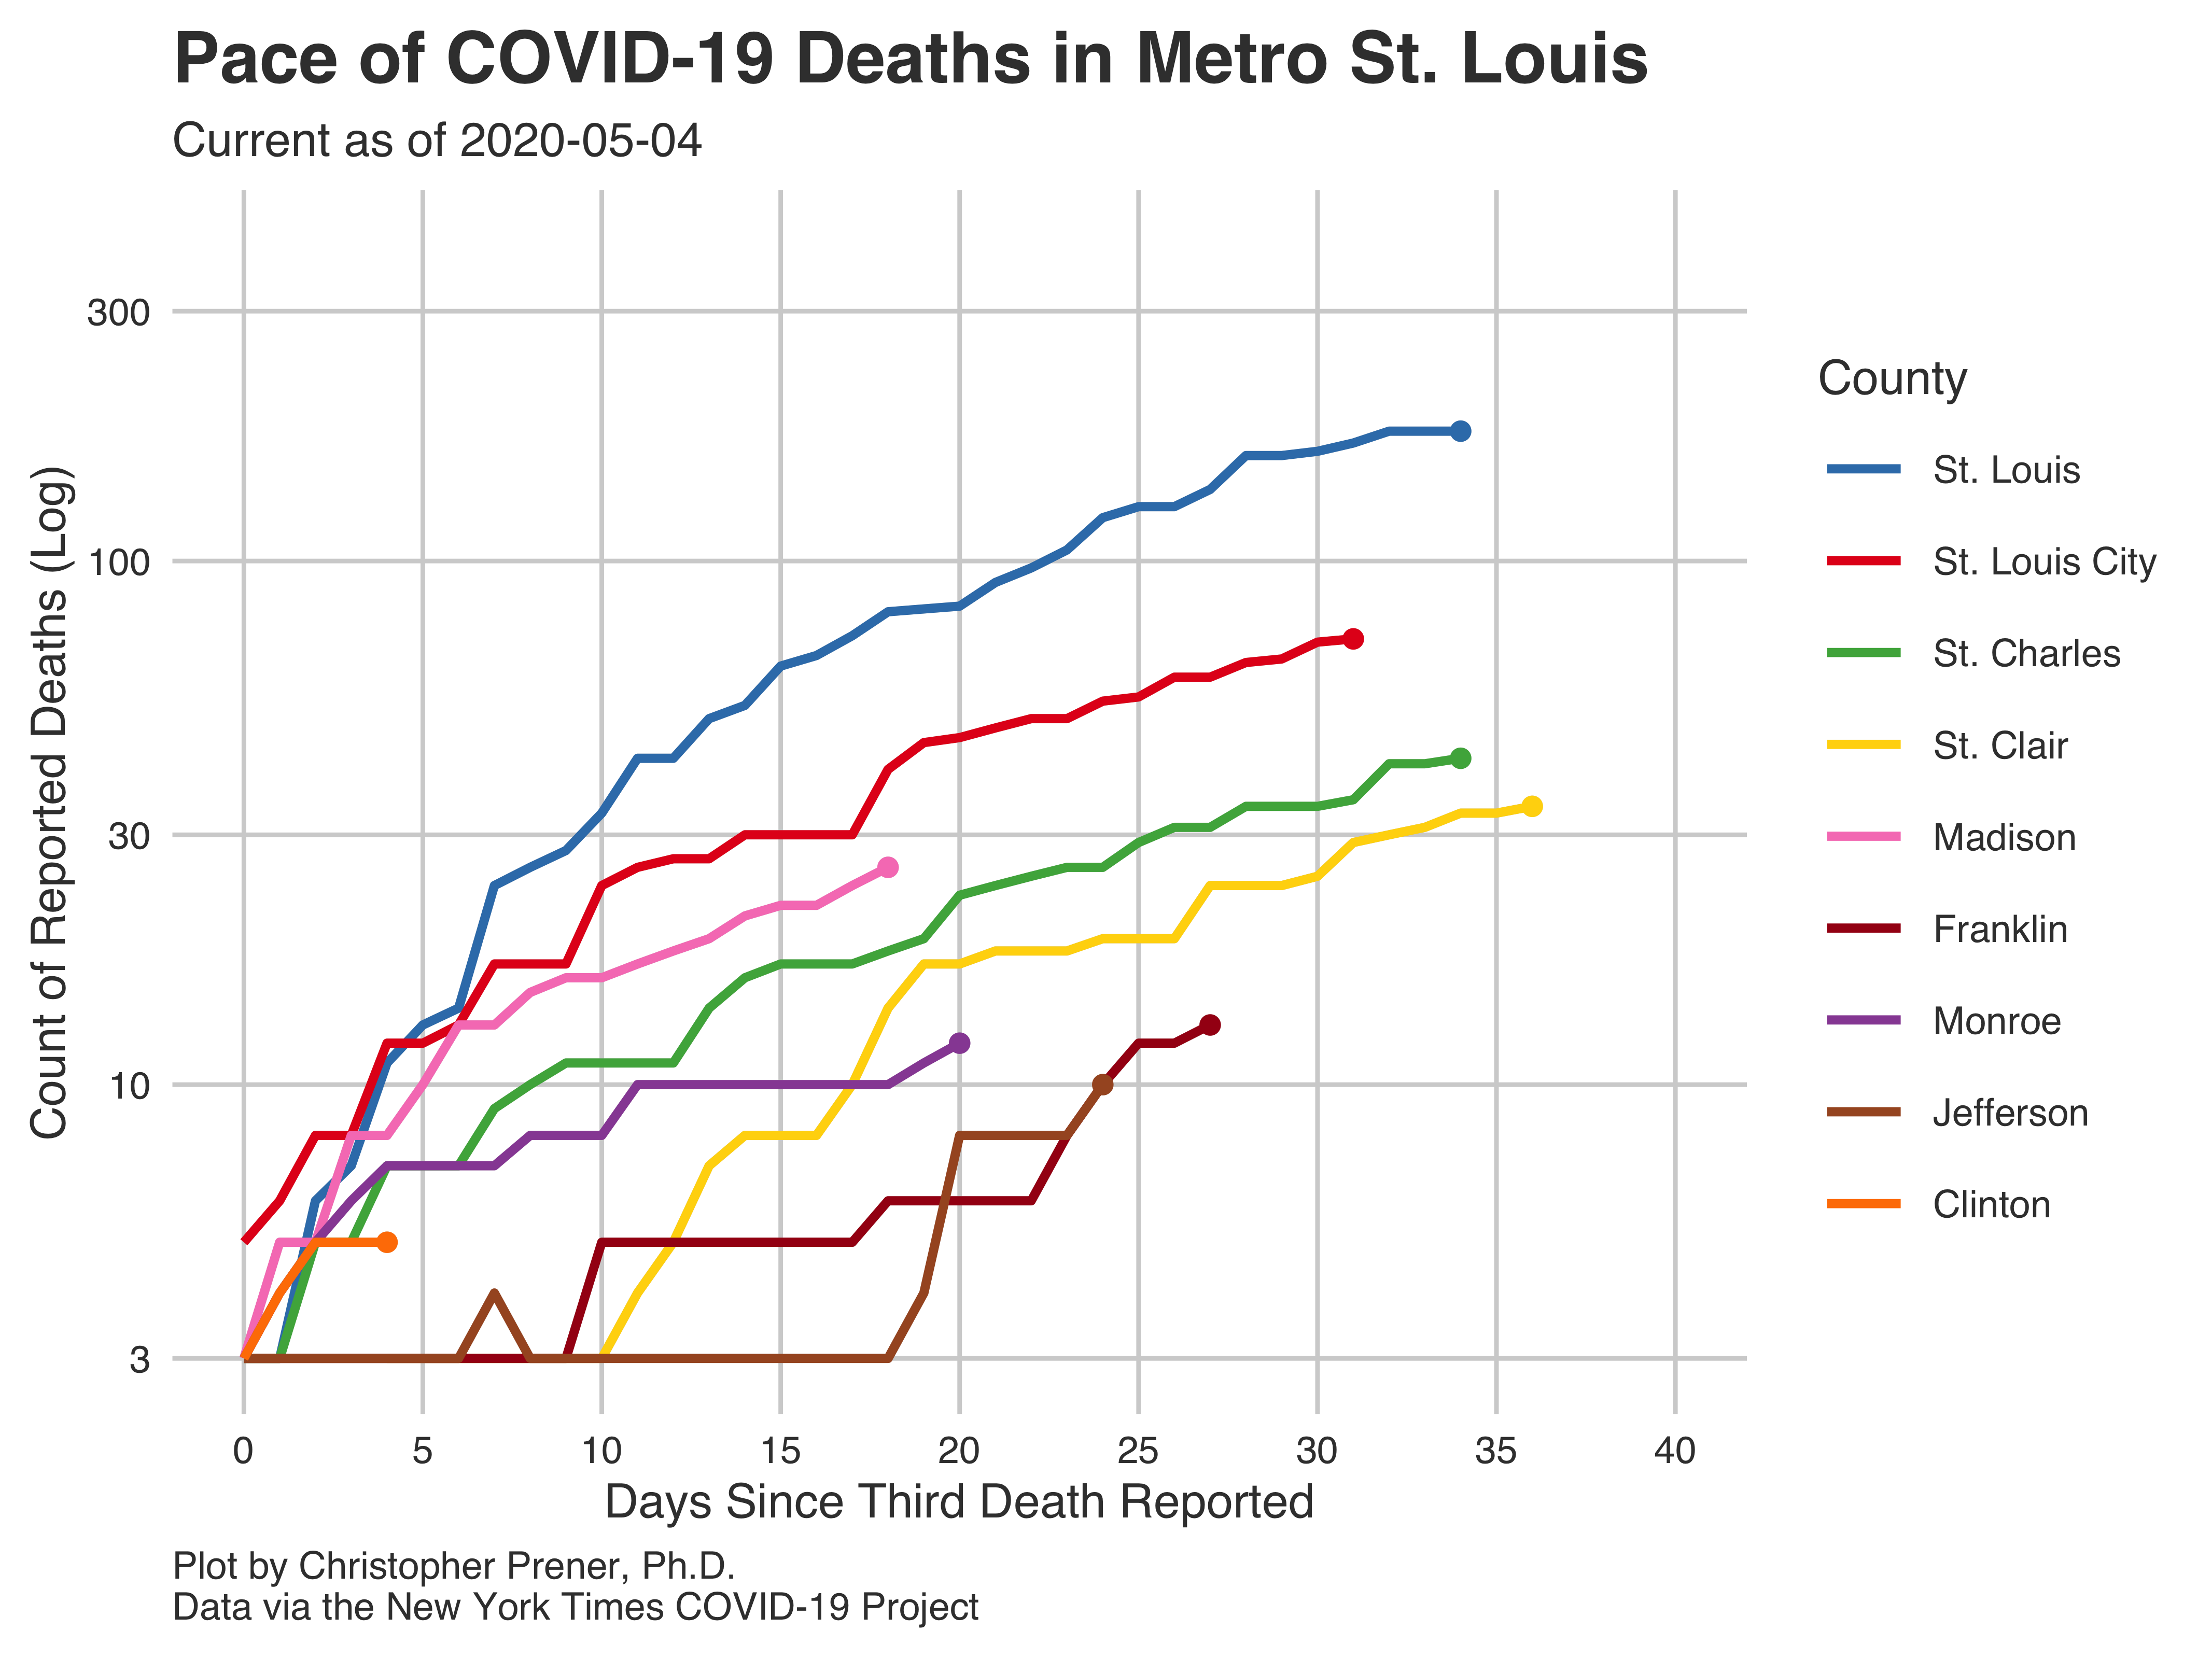 Pace of COVID-19 Deaths in Metro St. Louis
Current as of 2020-05-04
Count of Reported Deaths (Log)
300
100
30
10
3
0 5 10 15 20 25 30 35 40
Days Since Third Death Reported
County
St. Louis
St. Louis City
St. Charles
St. Clair
Madison
Franklin
Monroe
Jefferson
Clinton
Plot by Christopher Prener, Ph.D.
Data via the New York Times COVID-19 Project